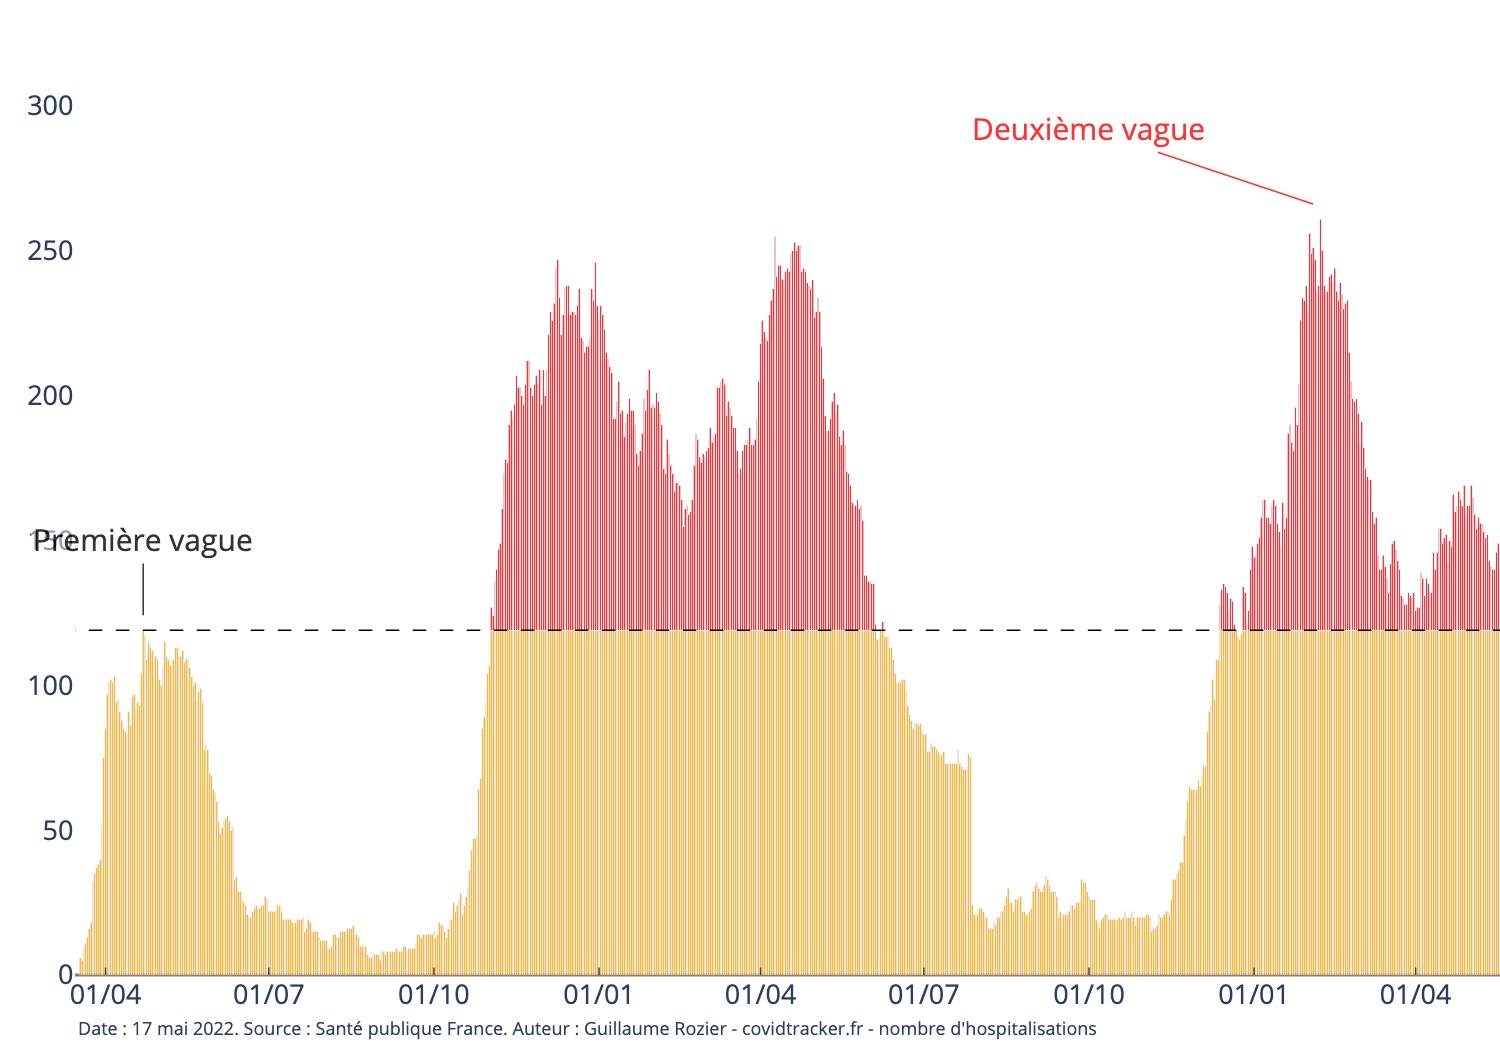 300
Deuxième vague
250
200
150
Première vague
100
50
0
01/04 01/07 01/10 01/01 01/04 01/07 01/10 01/01 01/04
Date : 17 mai 2022. Source : Santé publique France. Auteur : Guillaume Rozier - covidtracker.fr - nombre d'hospitalisations